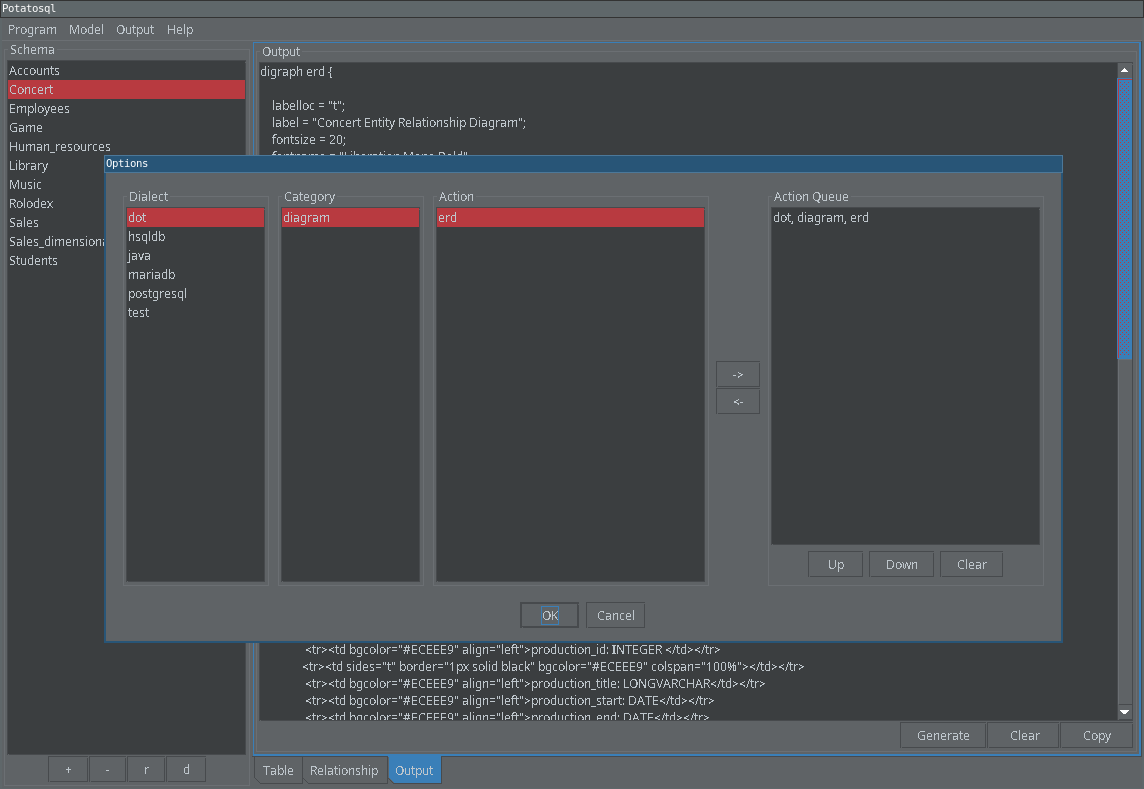 Potatosql
Program Model Output Help
Schema
Accounts
Concert
Employees
Game
Human_resources
Library
Music
Rolodex
Sales
Sales_dimensiona
Students
+ - r d
Output
digraph erd {
labelloc = "t";
label = "Concert Entity Relationship Diagram";
fontsize = 20;
fontname = "Liberation Mono Bold"
Options
Dialect
dot
hsqldb
java
mariadb
postgresql
test
Category
diagram
Action
erd
->
<-
Action Queue
dot, diagram, erd
Up Down Clear
OK Cancel
<tr><td bgcolor="#ECEEE9" align="left">production_id: INTEGER </td></tr>
<tr><td sides="t" border="1px solid black" bgcolor="#ECEEE9" colspan="100%"></td></tr>
<tr><td bgcolor="#ECEEE9" align="left">production_title: LONGVARCHAR</td></tr>
<tr><td bgcolor="#ECEEE9" align="left">production_start: DATE</td></tr>
<tr><td bgcolor="#ECEEE9" align="left">production_end: DATE</td></tr>
Generate Clear Copy
Table Relationship Output